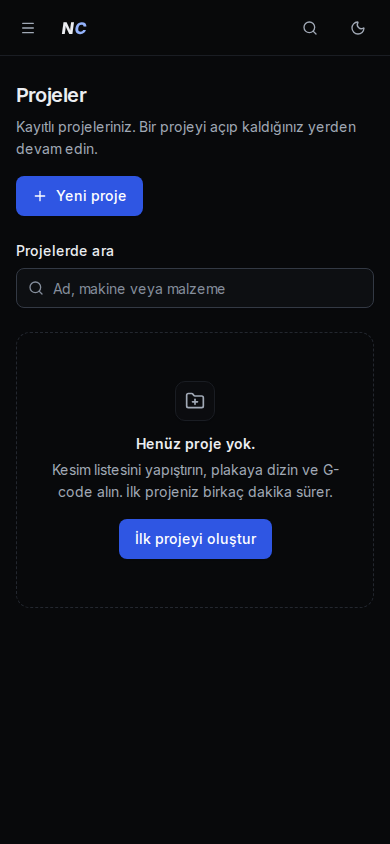 NC
Projeler
Kayıtlı projeleriniz. Bir projeyi açıp kaldığınız yerden
devam edin.
Yeni proje
Projelerde ara
Ad, makine veya malzeme
Henüz proje yok.
Kesim listesini yapıştırın, plakaya dizin ve G-
code alın. İlk projeniz birkaç dakika sürer.
İlk projeyi oluştur